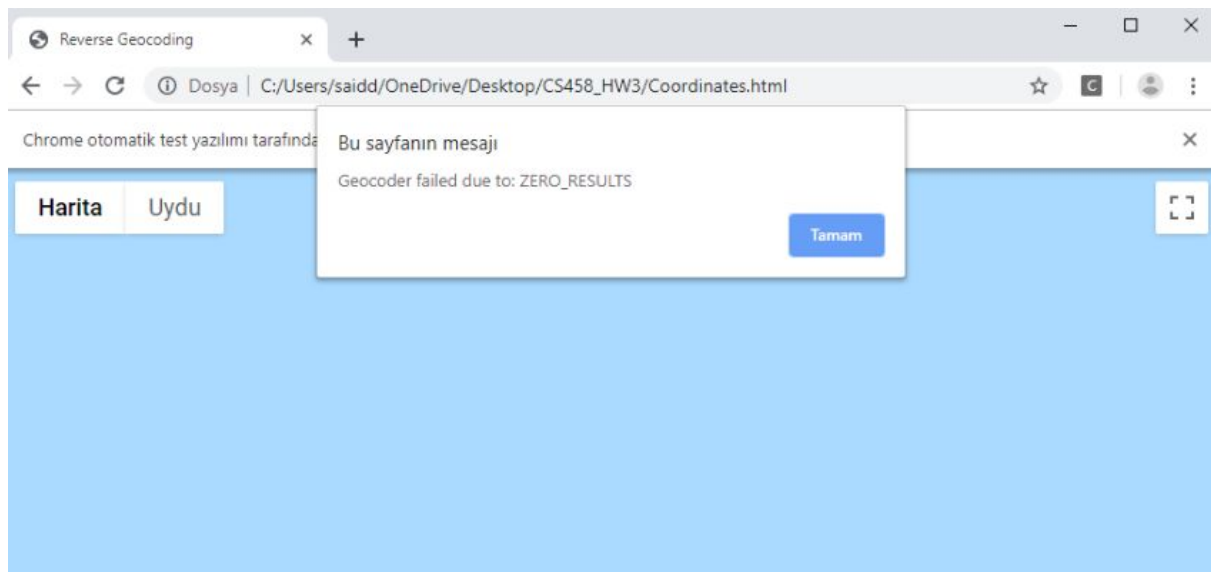 Reverse Geocoding
Dosya | C:/Users/saidd/OneDrive/Desktop/CS458_HW3/Coordinates.html
Chrome otomatik test yazılımı tarafında
Bu sayfanın mesajı
Geocoder failed due to: ZERO_RESULTS
Tamam
Harita Uydu